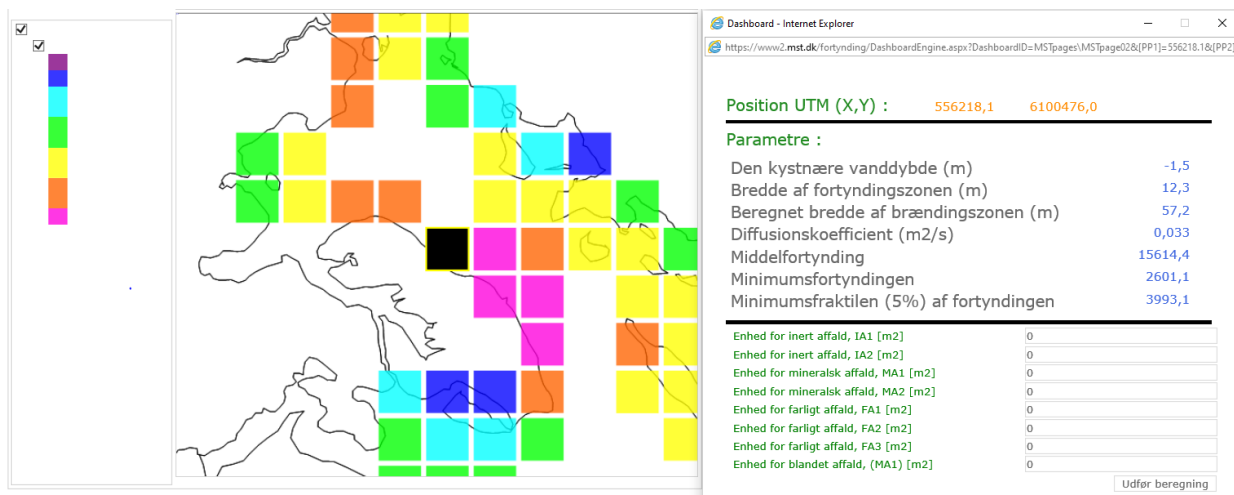 Dashboard - Internet Explorer
https://www2.mst.dk/fortynding/DashboardEngine.aspx?DashboardID=MSTpages\MSTpage02&[PP1]=556218.1&[PP2]
Position UTM (X,Y) : 556218,1 6100476,0
Parametre :
Den kystnære vanddybde (m) -1,5
Bredde af fortyndingszonen (m) 12,3
Beregnet bredde af brændingszonen (m) 57,2
Diffusionskoefficient (m2/s) 0,033
Middelfortynding 15614,4
Minimumsfortyndingen 2601,1
Minimumsfraktilen (5%) af fortyndingen 3993,1
Enhed for inert affald, IA1 [m2] 0
Enhed for inert affald, IA2 [m2] 0
Enhed for mineralsk affald, MA1 [m2] 0
Enhed for mineralsk affald, MA2 [m2] 0
Enhed for farligt affald, FA1 [m2] 0
Enhed for farligt affald, FA2 [m2] 0
Enhed for farligt affald, FA3 [m2] 0
Enhed for blandet affald, (MA1) [m2] 0
Udfør beregning